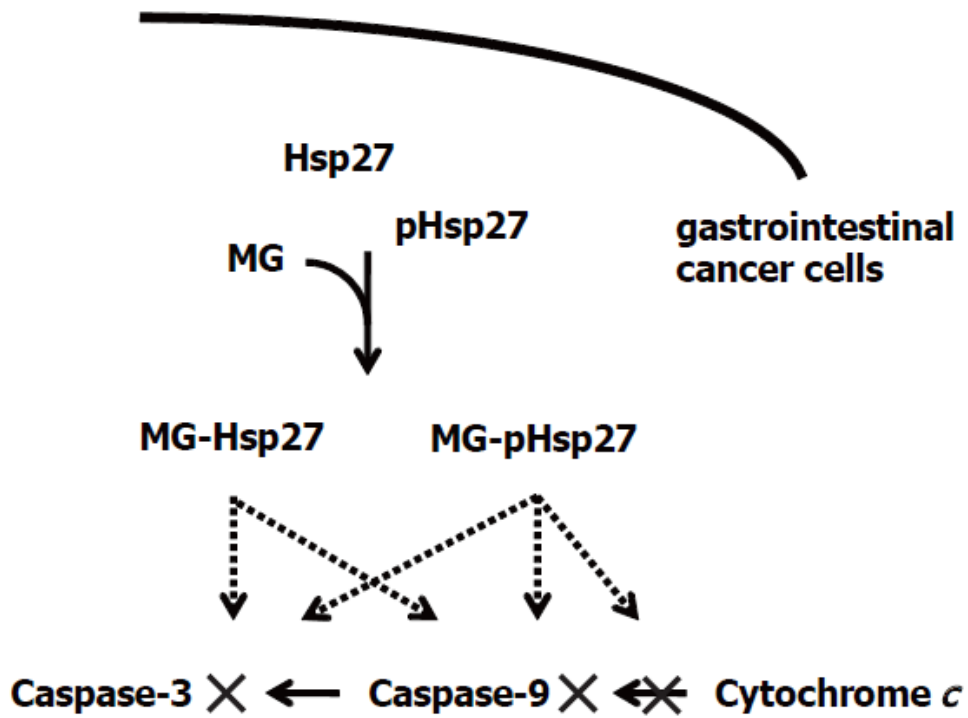 Hsp27
pHsp27
MG
gastrointestinal
cancer cells
MG-Hsp27 MG-pHsp27
Caspase-3 Caspase-9 Cytochrome c